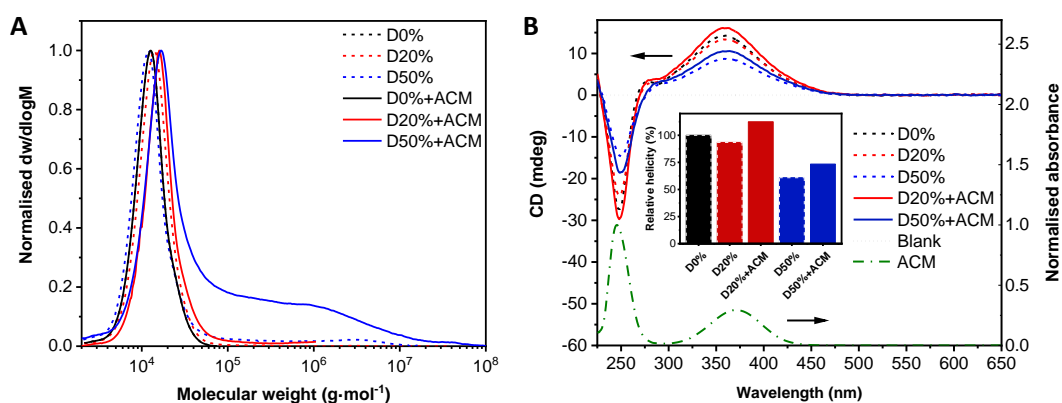 A
Normalised dw/dlogM
1.0
0.8
0.6
0.4
0.2
0.0
10⁴
10⁵
10⁶
10⁷
10⁸
Molecular weight (g·mol⁻¹)
D0%
D20%
D50%
D0%+ACM
D20%+ACM
D50%+ACM
B
CD (mdeg)
10
0
-10
-20
-30
-40
-50
-60
250
300
350
400
450
500
550
600
650
Wavelength (nm)
Normalised absorbance
2.5
2.0
1.5
1.0
0.5
0.0
Relative helicity (%)
100
75
50
25
0
D0%
D20%
D20%+ACM
D50%
D50%+ACM
D0%
D20%
D50%
D20%+ACM
D50%+ACM
Blank
ACM